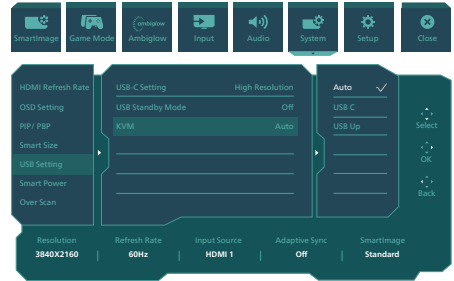 ambiglow
SmartImage Game Mode Ambiglow Input Audio System Setup Close
HDMI Refresh Rate USB-C Setting High Resolution Auto
OSD Setting USB Standby Mode Off USB C
PIP/ PBP KVM Auto USB Up
Select
Smart Size
OK
USB Setting
Smart Power
Back
Over Scan
Resolution Refresh Rate Input Source Adaptive Sync SmartImage
3840X2160 | 60Hz | HDMI 1 | Off | Standard